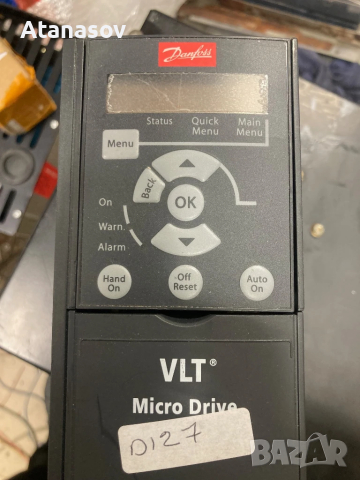 Atanasov
Danfoss
Status Quick Menu Main Menu
Menu
Back
OK
On
Warn.
Alarm
Hand On
Off Reset
Auto On
VLT®
Micro Drive
D127
BAZAR